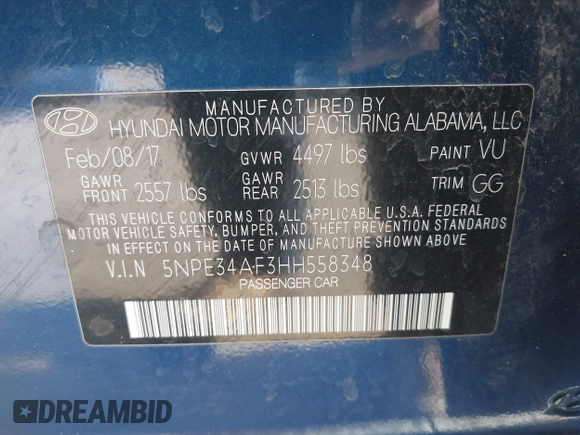 MANUFACTURED BY
HYUNDAI MOTOR MANUFACTURING ALABAMA, LLC
Feb/08/17 GVWR 4497 lbs PAINT VU
GAWR FRONT 2557 lbs GAWR REAR 2513 lbs TRIM GG
THIS VEHICLE CONFORMS TO ALL APPLICABLE U.S.A. FEDERAL
MOTOR VEHICLE SAFETY, BUMPER, AND THEFT PREVENTION STANDARDS
IN EFFECT ON THE DATE OF MANUFACTURE SHOWN ABOVE.
V.I.N 5NPE34AF3HH558348
PASSENGER CAR
DREAMBID